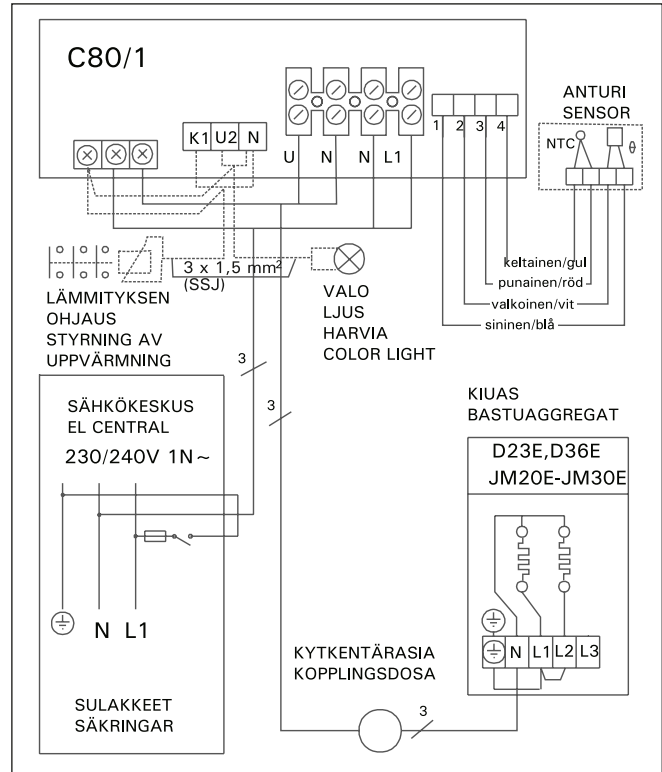 C80/1
K1 U2 N
U N N L1
1 2 3 4
ANTURI
SENSOR
NTC
θ
keltainen/gul
punainen/röd
valkoinen/vit
sininen/blå
3 x 1,5 mm²
(SSJ)
LÄMMITYKSEN
OHJAUS
STYRNING AV
UPPVÄRMNING
VALO
LJUS
HARVIA
COLOR LIGHT
3
3
SÄHKÖKESKUS
EL CENTRAL
230/240V 1N~
N L1
SULAKKEET
SÄKRINGAR
KIUAS
BASTUAGGREGAT
D23E,D36E
JM20E-JM30E
N L1 L2 L3
KYTKENTÄRASIA
KOPPLINGSDOSA
3